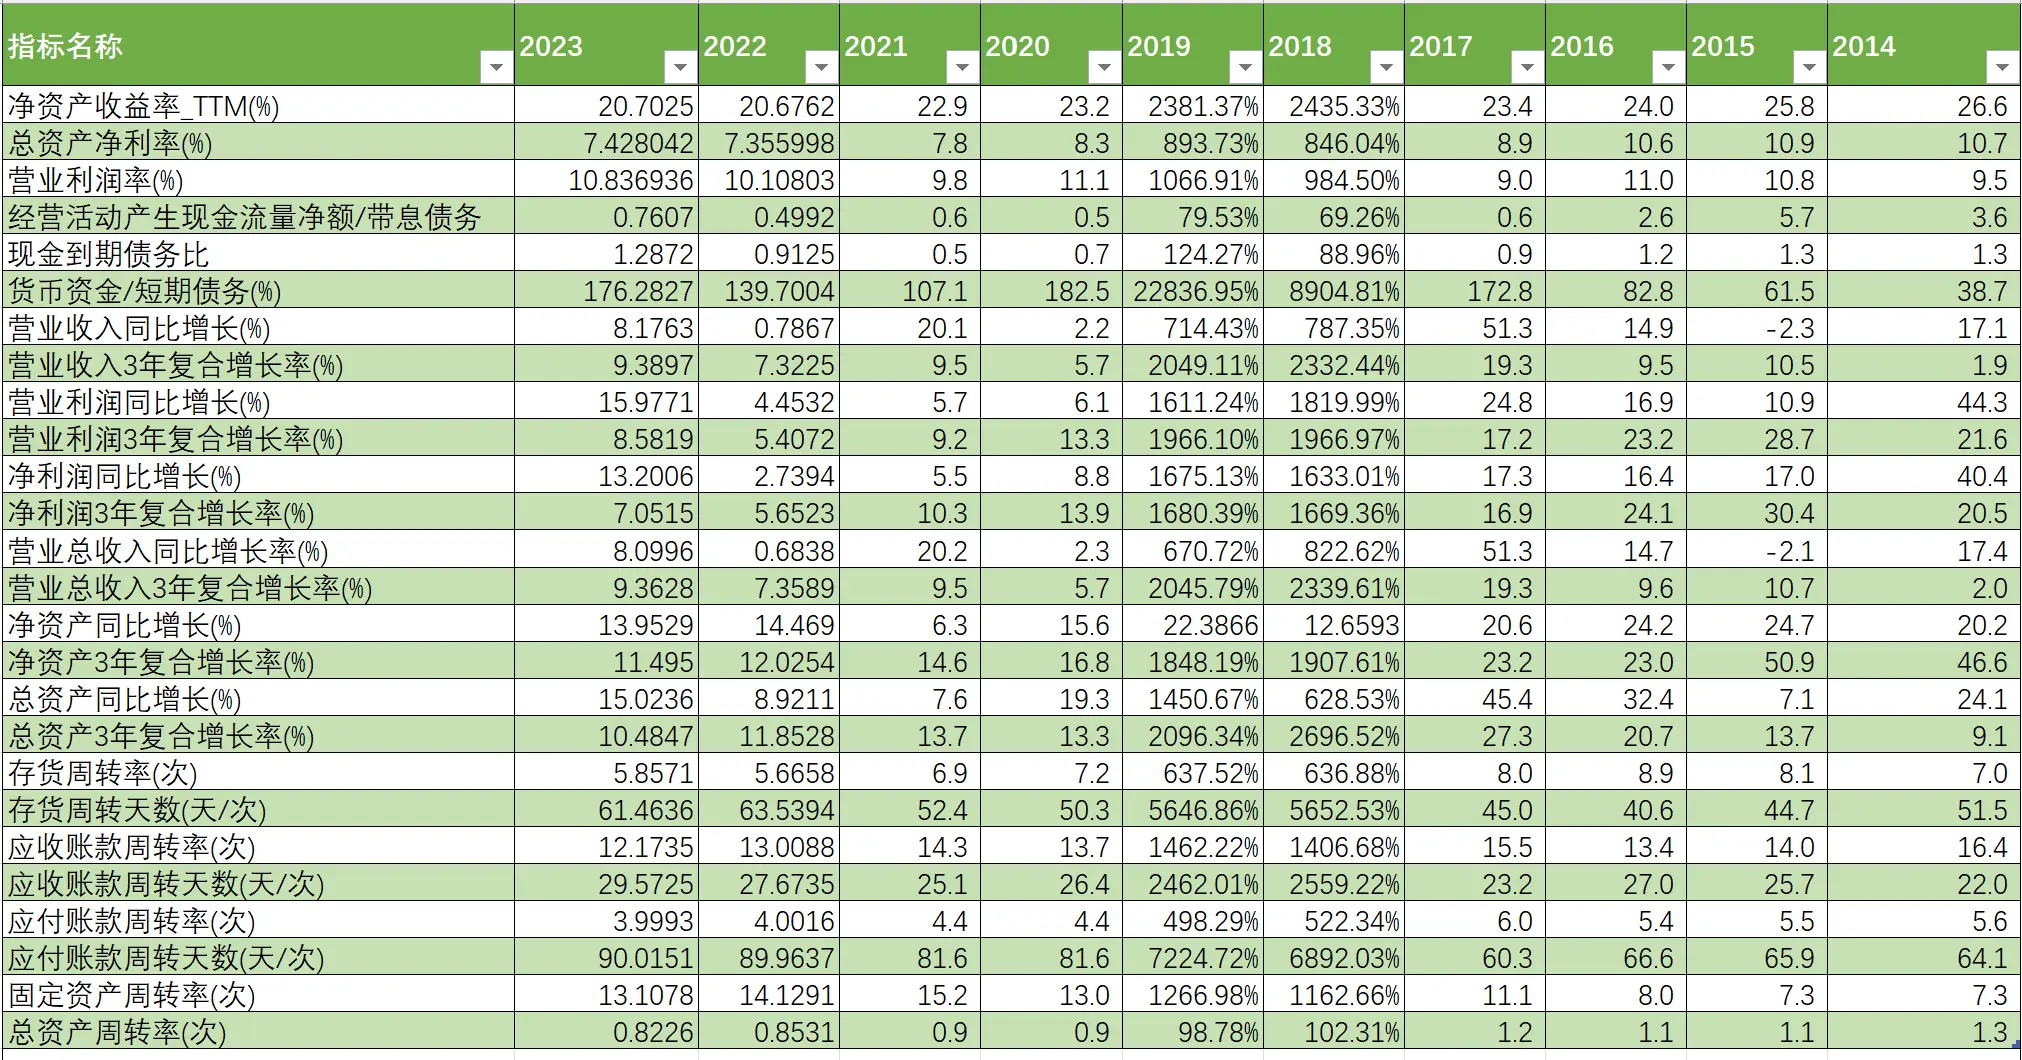 指标名称 2023 2022 2021 2020 2019 2018 2017 2016 2015 2014
净资产收益率_TTM(%) 20.7025 20.6762 22.9 23.2 2381.37% 2435.33% 23.4 24.0 25.8 26.6
总资产净利率(%) 7.428042 7.355998 7.8 8.3 893.73% 846.04% 8.9 10.6 10.9 10.7
营业利润率(%) 10.836936 10.10803 9.8 11.1 1066.91% 984.50% 9.0 11.0 10.8 9.5
经营活动产生现金流量净额/带息债务 0.7607 0.4992 0.6 0.5 79.53% 69.26% 0.6 2.6 5.7 3.6
现金到期债务比 1.2872 0.9125 0.5 0.7 124.27% 88.96% 0.9 1.2 1.3 1.3
货币资金/短期债务(%) 176.2827 139.7004 107.1 182.5 22836.95% 8904.81% 172.8 82.8 61.5 38.7
营业收入同比增长(%) 8.1763 0.7867 20.1 2.2 714.43% 787.35% 51.3 14.9 -2.3 17.1
营业收入3年复合增长率(%) 9.3897 7.3225 9.5 5.7 2049.11% 2332.44% 19.3 9.5 10.5 1.9
营业利润同比增长(%) 15.9771 4.4532 5.7 6.1 1611.24% 1819.99% 24.8 16.9 10.9 44.3
营业利润3年复合增长率(%) 8.5819 5.4072 9.2 13.3 1966.10% 1966.97% 17.2 23.2 28.7 21.6
净利润同比增长(%) 13.2006 2.7394 5.5 8.8 1675.13% 1633.01% 17.3 16.4 17.0 40.4
净利润3年复合增长率(%) 7.0515 5.6523 10.3 13.9 1680.39% 1669.36% 16.9 24.1 30.4 20.5
营业总收入同比增长率(%) 8.0996 0.6838 20.2 2.3 670.72% 822.62% 51.3 14.7 -2.1 17.4
营业总收入3年复合增长率(%) 9.3628 7.3589 9.5 5.7 2045.79% 2339.61% 19.3 9.6 10.7 2.0
净资产同比增长(%) 13.9529 14.469 6.3 15.6 22.3866 12.6593 20.6 24.2 24.7 20.2
净资产3年复合增长率(%) 11.495 12.0254 14.6 16.8 1848.19% 1907.61% 23.2 23.0 50.9 46.6
总资产同比增长(%) 15.0236 8.9211 7.6 19.3 1450.67% 628.53% 45.4 32.4 7.1 24.1
总资产3年复合增长率(%) 10.4847 11.8528 13.7 13.3 2096.34% 2696.52% 27.3 20.7 13.7 9.1
存货周转率(次) 5.8571 5.6658 6.9 7.2 637.52% 636.88% 8.0 8.9 8.1 7.0
存货周转天数(天/次) 61.4636 63.5394 52.4 50.3 5646.86% 5652.53% 45.0 40.6 44.7 51.5
应收账款周转率(次) 12.1735 13.0088 14.3 13.7 1462.22% 1406.68% 15.5 13.4 14.0 16.4
应收账款周转天数(天/次) 29.5725 27.6735 25.1 26.4 2462.01% 2559.22% 23.2 27.0 25.7 22.0
应付账款周转率(次) 3.9993 4.0016 4.4 4.4 498.29% 522.34% 6.0 5.4 5.5 5.6
应付账款周转天数(天/次) 90.0151 89.9637 81.6 81.6 7224.72% 6892.03% 60.3 66.6 65.9 64.1
固定资产周转率(次) 13.1078 14.1291 15.2 13.0 1266.98% 1162.66% 11.1 8.0 7.3 7.3
总资产周转率(次) 0.8226 0.8531 0.9 0.9 98.78% 102.31% 1.2 1.1 1.1 1.3